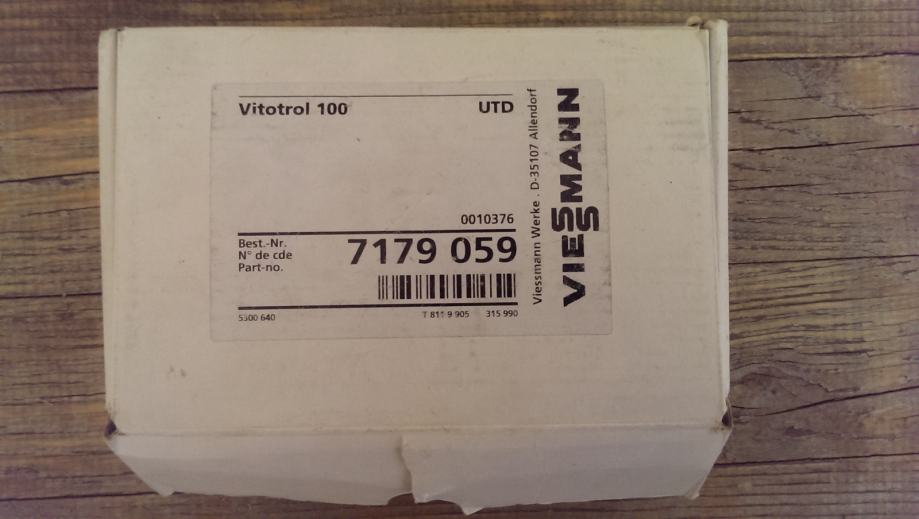 Vitotrol 100 UTD
0010376
Best.-Nr.
N° de cde
Part-no.
7179 059
5300 640 T 811 9 905 315 990
Viessmann Werke . D-35107 Allendorf
VIESSMANN